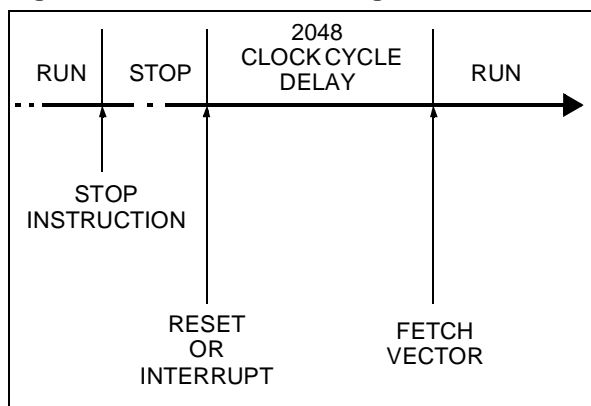 2048
CLOCK CYCLE
DELAY
RUN
STOP
RUN
STOP
INSTRUCTION
RESET
OR
INTERRUPT
FETCH
VECTOR